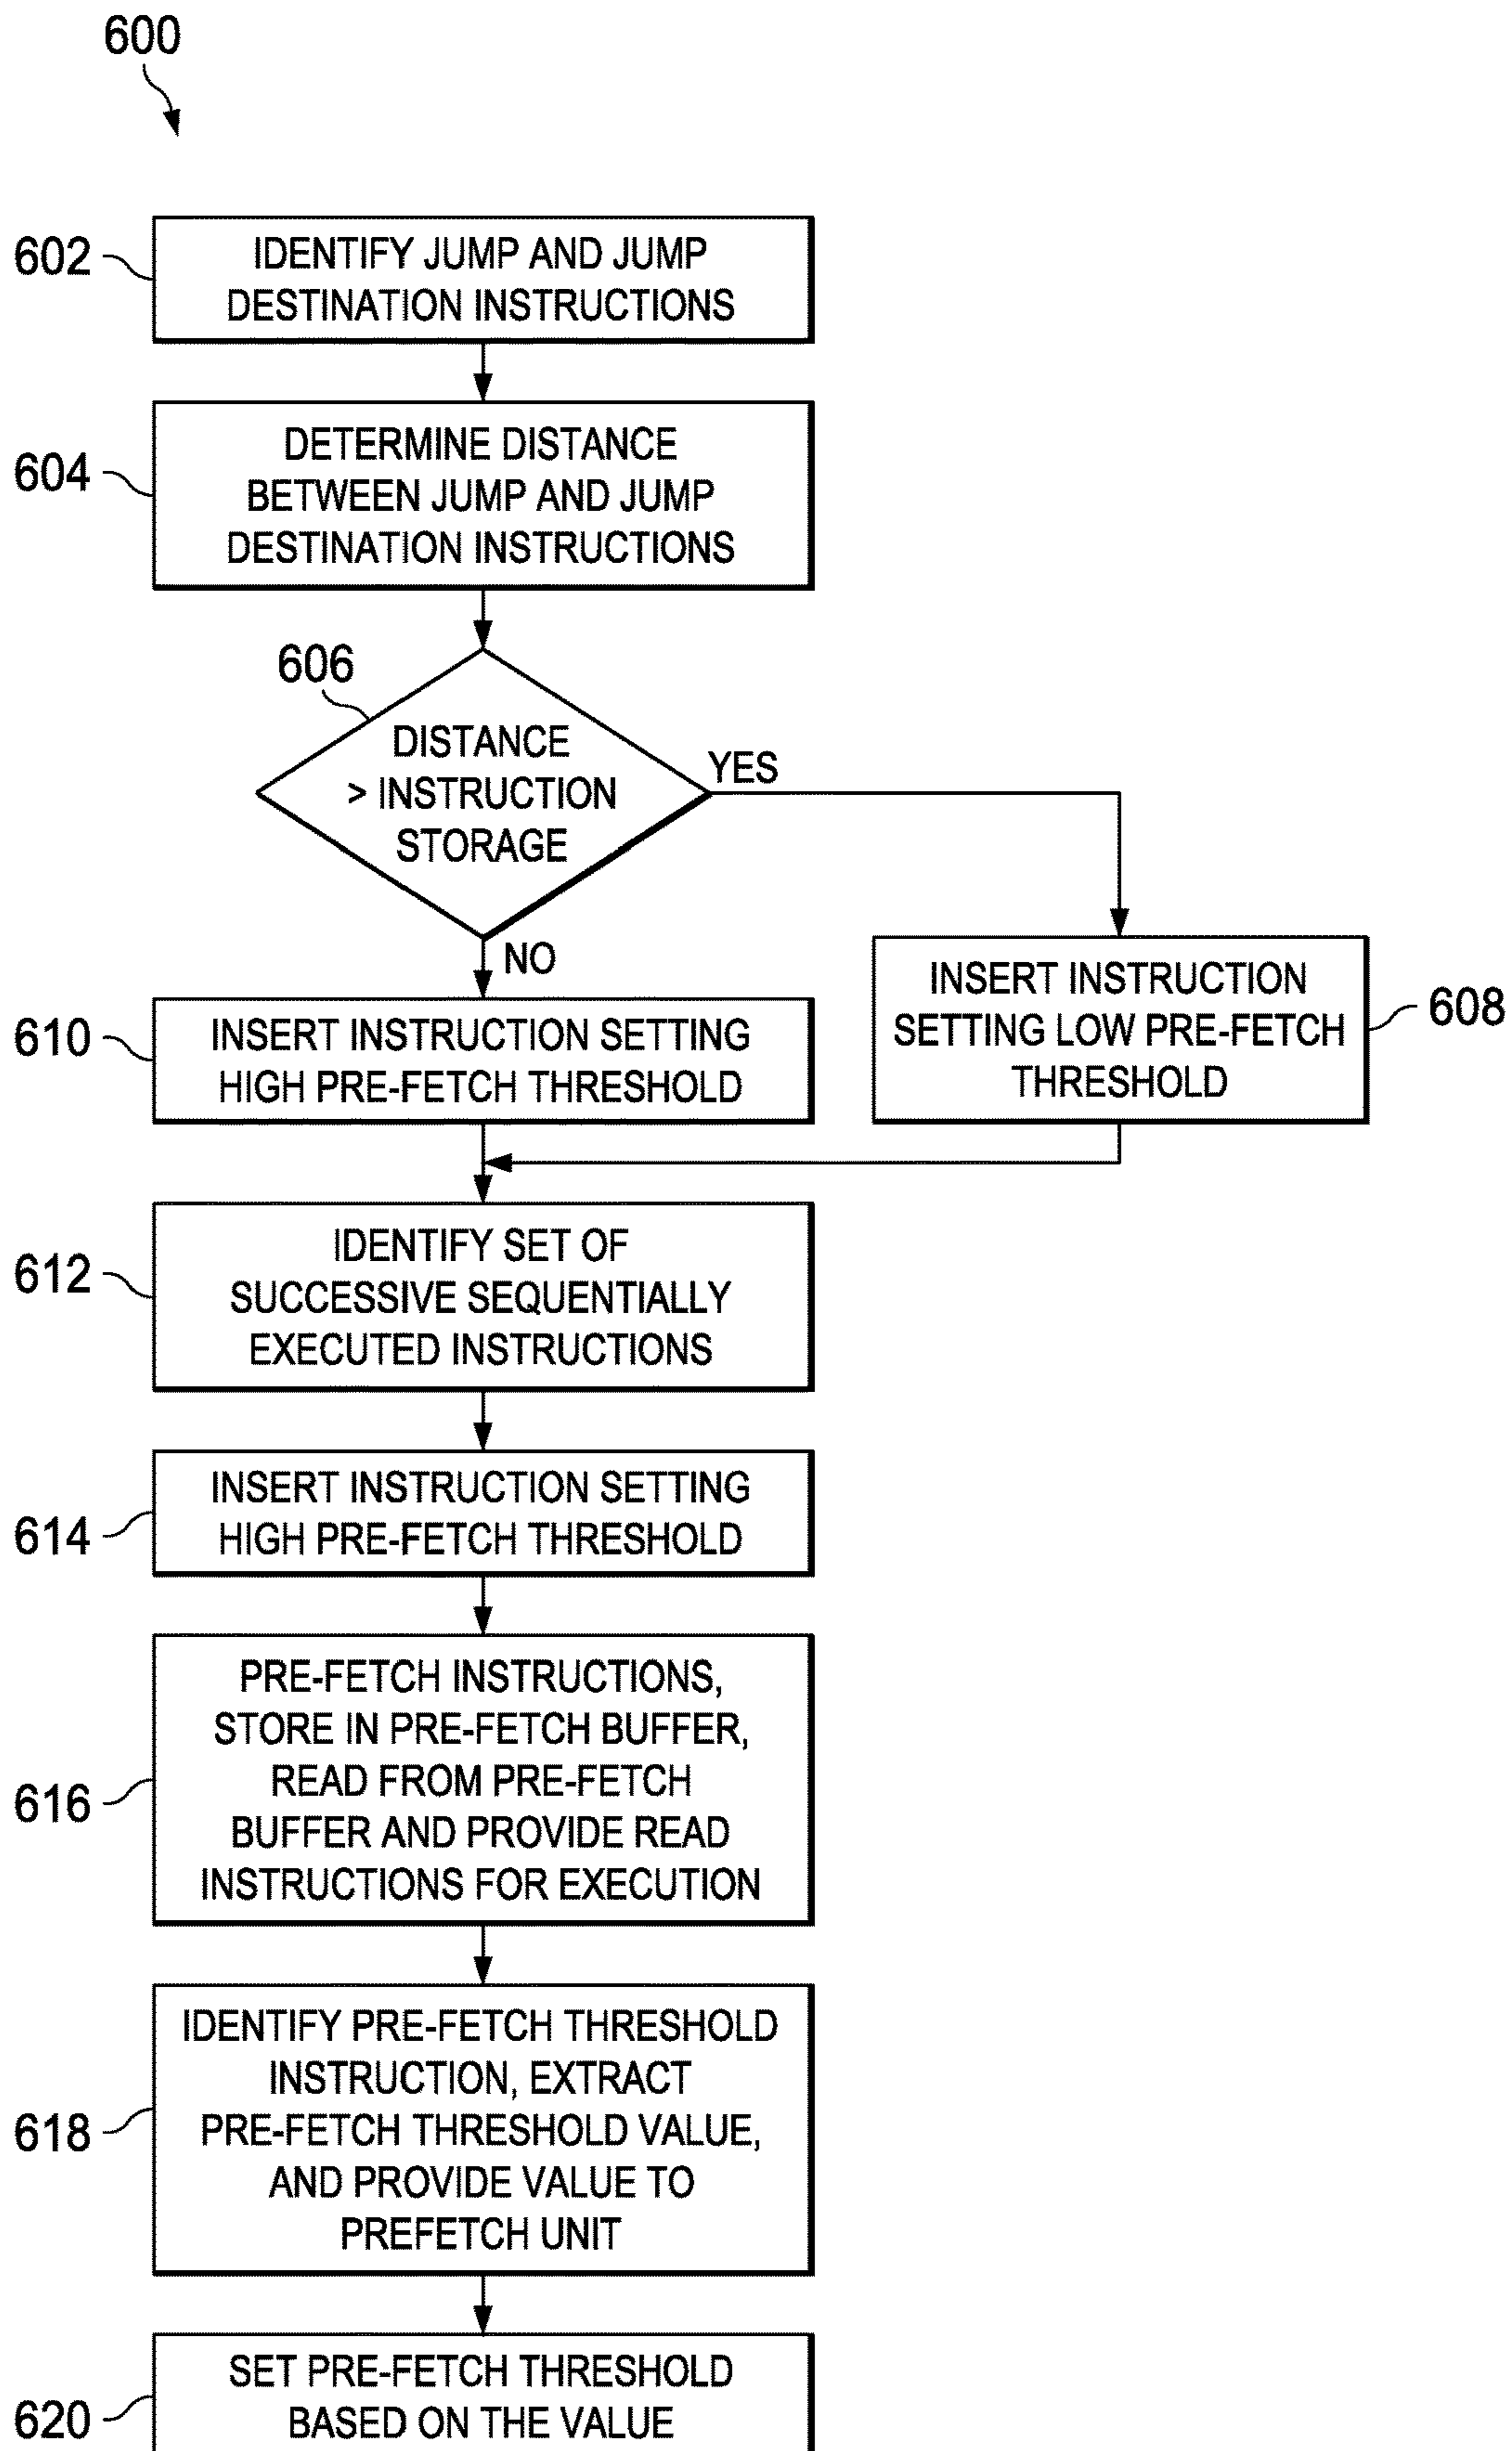 600
602
IDENTIFY JUMP AND JUMP
DESTINATION INSTRUCTIONS
604
DETERMINE DISTANCE
BETWEEN JUMP AND JUMP
DESTINATION INSTRUCTIONS
606
DISTANCE
> INSTRUCTION
STORAGE
YES
NO
608
INSERT INSTRUCTION
SETTING LOW PRE-FETCH
THRESHOLD
610
INSERT INSTRUCTION SETTING
HIGH PRE-FETCH THRESHOLD
612
IDENTIFY SET OF
SUCCESSIVE SEQUENTIALLY
EXECUTED INSTRUCTIONS
614
INSERT INSTRUCTION SETTING
HIGH PRE-FETCH THRESHOLD
616
PRE-FETCH INSTRUCTIONS,
STORE IN PRE-FETCH BUFFER,
READ FROM PRE-FETCH
BUFFER AND PROVIDE READ
INSTRUCTIONS FOR EXECUTION
618
IDENTIFY PRE-FETCH THRESHOLD
INSTRUCTION, EXTRACT
PRE-FETCH THRESHOLD VALUE,
AND PROVIDE VALUE TO
PREFETCH UNIT
620
SET PRE-FETCH THRESHOLD
BASED ON THE VALUE